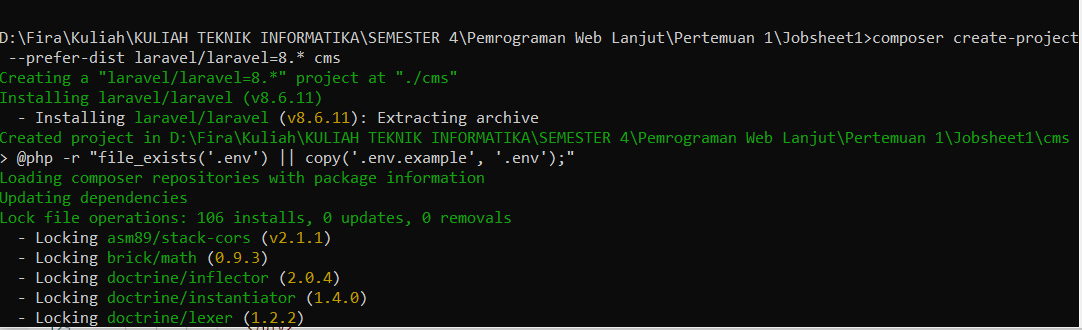 D:\Fira\Kuliah\KULIAH TEKNIK INFORMATIKA\SEMESTER 4\Pemrograman Web Lanjut\Pertemuan 1\Jobsheet1>composer create-project
--prefer-dist laravel/laravel=8.* cms
Creating a "laravel/laravel=8.*" project at "./cms"
Installing laravel/laravel (v8.6.11)
- Installing laravel/laravel (v8.6.11): Extracting archive
Created project in D:\Fira\Kuliah\KULIAH TEKNIK INFORMATIKA\SEMESTER 4\Pemrograman Web Lanjut\Pertemuan 1\Jobsheet1\cms
> @php -r "file_exists('.env') || copy('.env.example', '.env');"
Loading composer repositories with package information
Updating dependencies
Lock file operations: 106 installs, 0 updates, 0 removals
- Locking asm89/stack-cors (v2.1.1)
- Locking brick/math (0.9.3)
- Locking doctrine/inflector (2.0.4)
- Locking doctrine/instantiator (1.4.0)
- Locking doctrine/lexer (1.2.2)